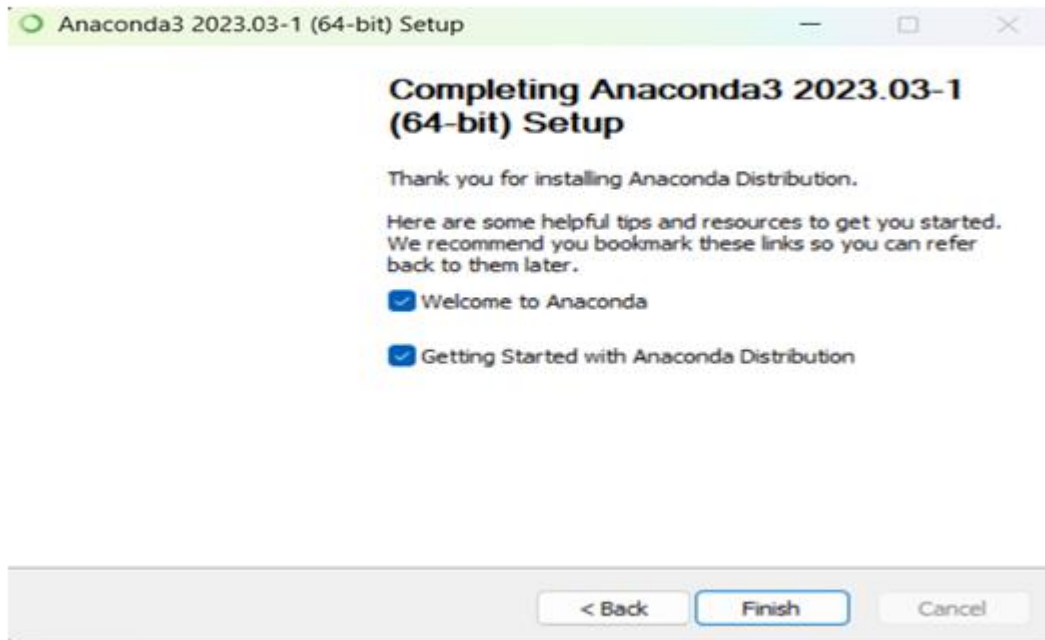 Anaconda3 2023.03-1 (64-bit) Setup
Completing Anaconda3 2023.03-1
(64-bit) Setup
Thank you for installing Anaconda Distribution.
Here are some helpful tips and resources to get you started.
We recommend you bookmark these links so you can refer
back to them later.
Welcome to Anaconda
Getting Started with Anaconda Distribution
< Back Finish Cancel